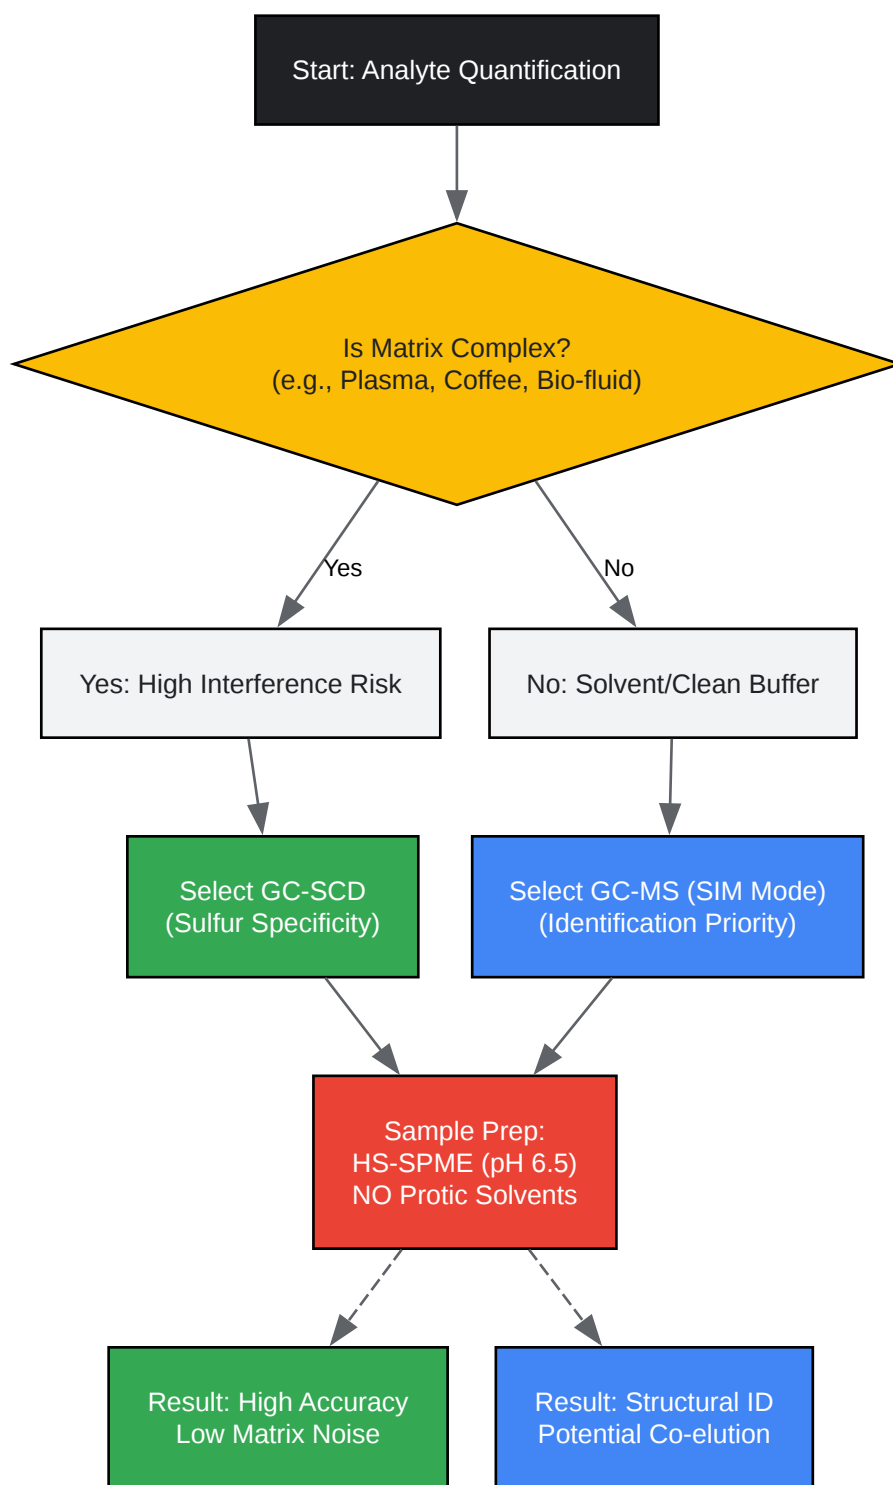 Start: Analyte Quantification
Is Matrix Complex?
(e.g., Plasma, Coffee, Bio-fluid)
Yes
No
Yes: High Interference Risk
No: Solvent/Clean Buffer
Select GC-SCD
(Sulfur Specificity)
Select GC-MS (SIM Mode)
(Identification Priority)
Sample Prep:
HS-SPME (pH 6.5)
NO Protic Solvents
Result: High Accuracy
Low Matrix Noise
Result: Structural ID
Potential Co-elution